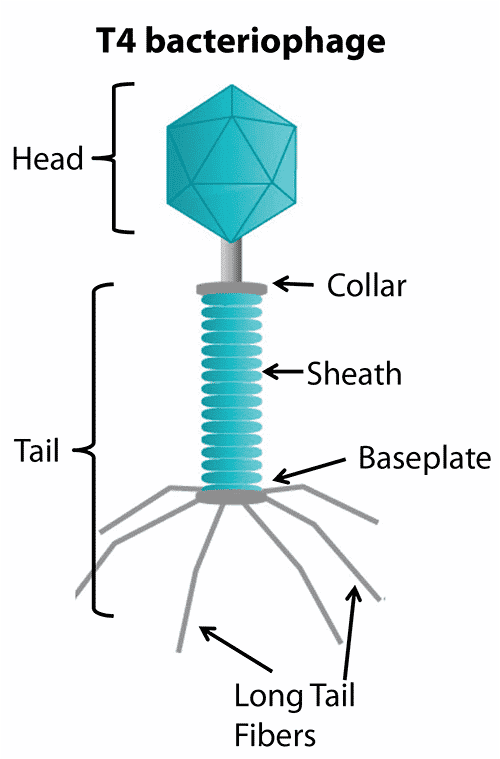 T4 bacteriophage
Head
Collar
Sheath
Tail
Baseplate
Long Tail
Fibers